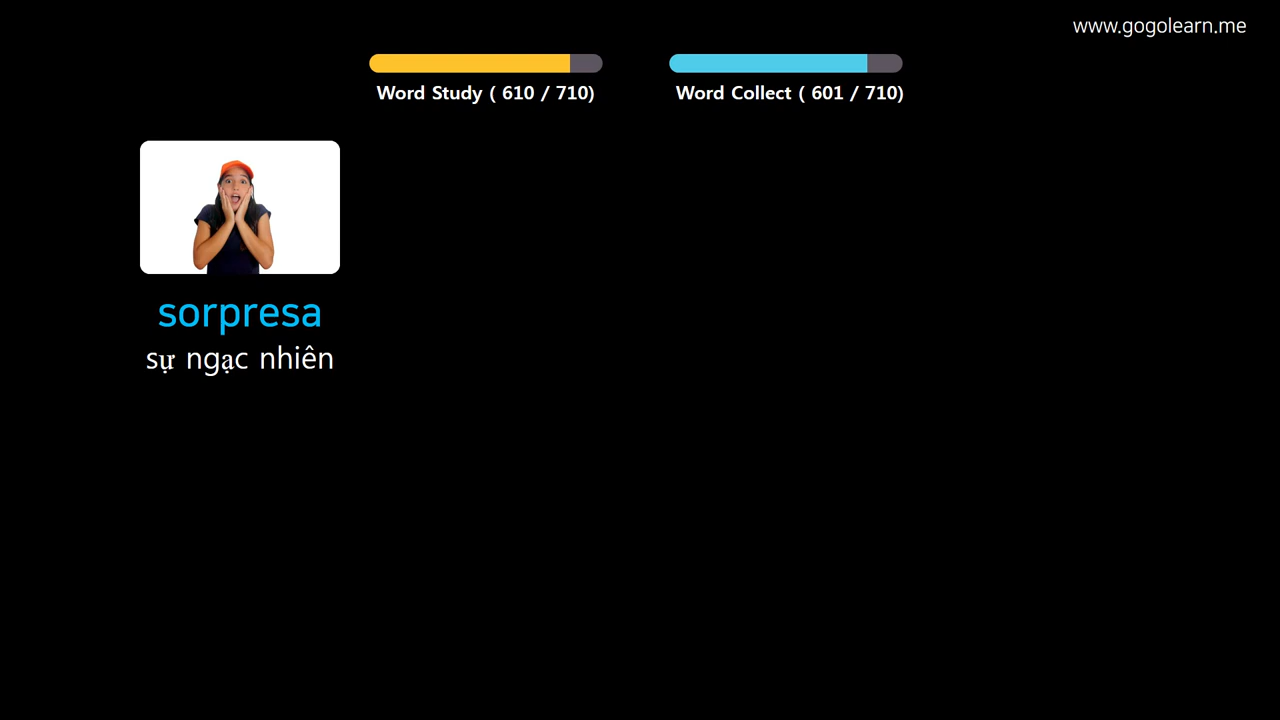 www.gogolearn.me
Word Study ( 610 / 710)
Word Collect ( 601 / 710)
sorpresa
sự ngạc nhiên